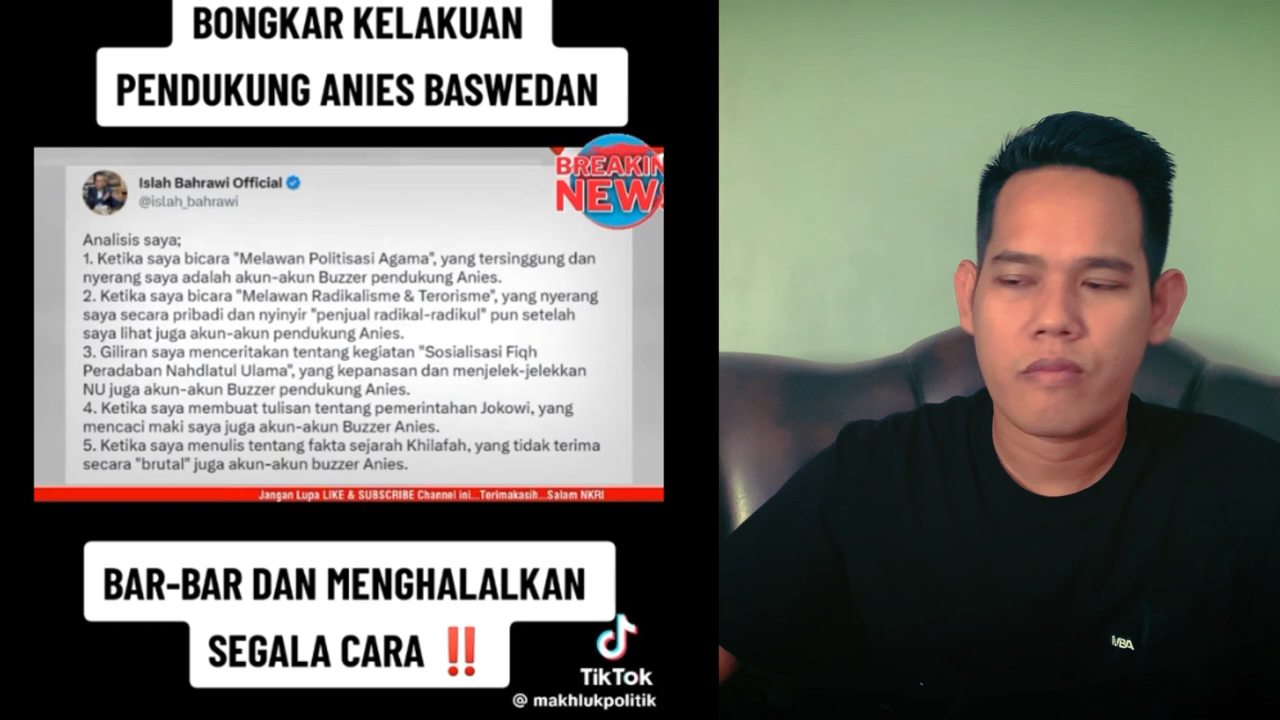 BONGKAR KELAKUAN
PENDUKUNG ANIES BASWEDAN
BREAKIN
NEWS
Islah Bahrawi Official
@islah_bahrawi
Analisis saya;
1. Ketika saya bicara "Melawan Politisasi Agama", yang tersinggung dan
nyerang saya adalah akun-akun Buzzer pendukung Anies.
2. Ketika saya bicara "Melawan Radikalisme & Terorisme", yang nyerang
saya secara pribadi dan nyinyir "penjual radikal-radikul" pun setelah
saya lihat juga akun-akun pendukung Anies.
3. Giliran saya menceritakan tentang kegiatan "Sosialisasi Fiqh
Peradaban Nahdlatul Ulama", yang kepanasan dan menjelek-jelekkan
NU juga akun-akun Buzzer pendukung Anies.
4. Ketika saya membuat tulisan tentang pemerintahan Jokowi, yang
mencaci maki saya juga akun-akun Buzzer Anies.
5. Ketika saya menulis tentang fakta sejarah Khilafah, yang tidak terima
secara "brutal" juga akun-akun buzzer Anies.
Jangan Lupa LIKE & SUBSCRIBE Channel ini...Terimakasih...Salam NKRI
BAR-BAR DAN MENGHALALKAN
SEGALA CARA ‼️
TikTok
@ makhlukpolitik